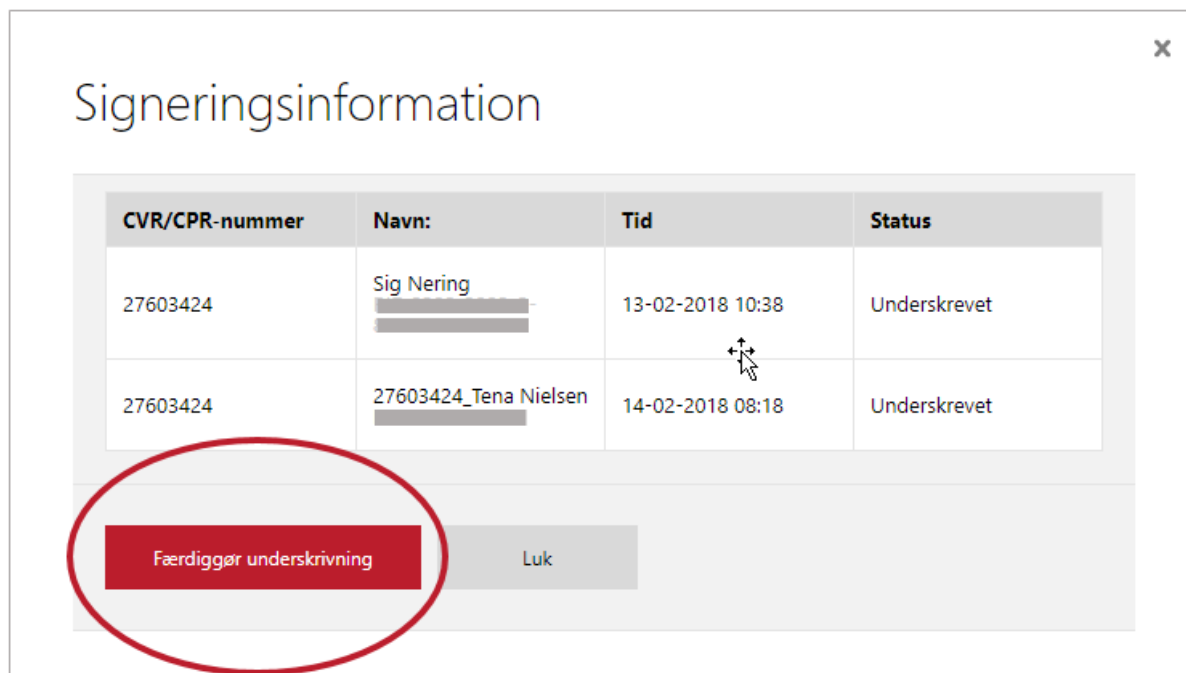 Signeringsinformation
CVR/CPR-nummer Navn: Tid Status
Sig Nering
27603424 13-02-2018 10:38 Underskrevet
27603424_Tena Nielsen
27603424 14-02-2018 08:18 Underskrevet
Færdiggør underskrivning Luk